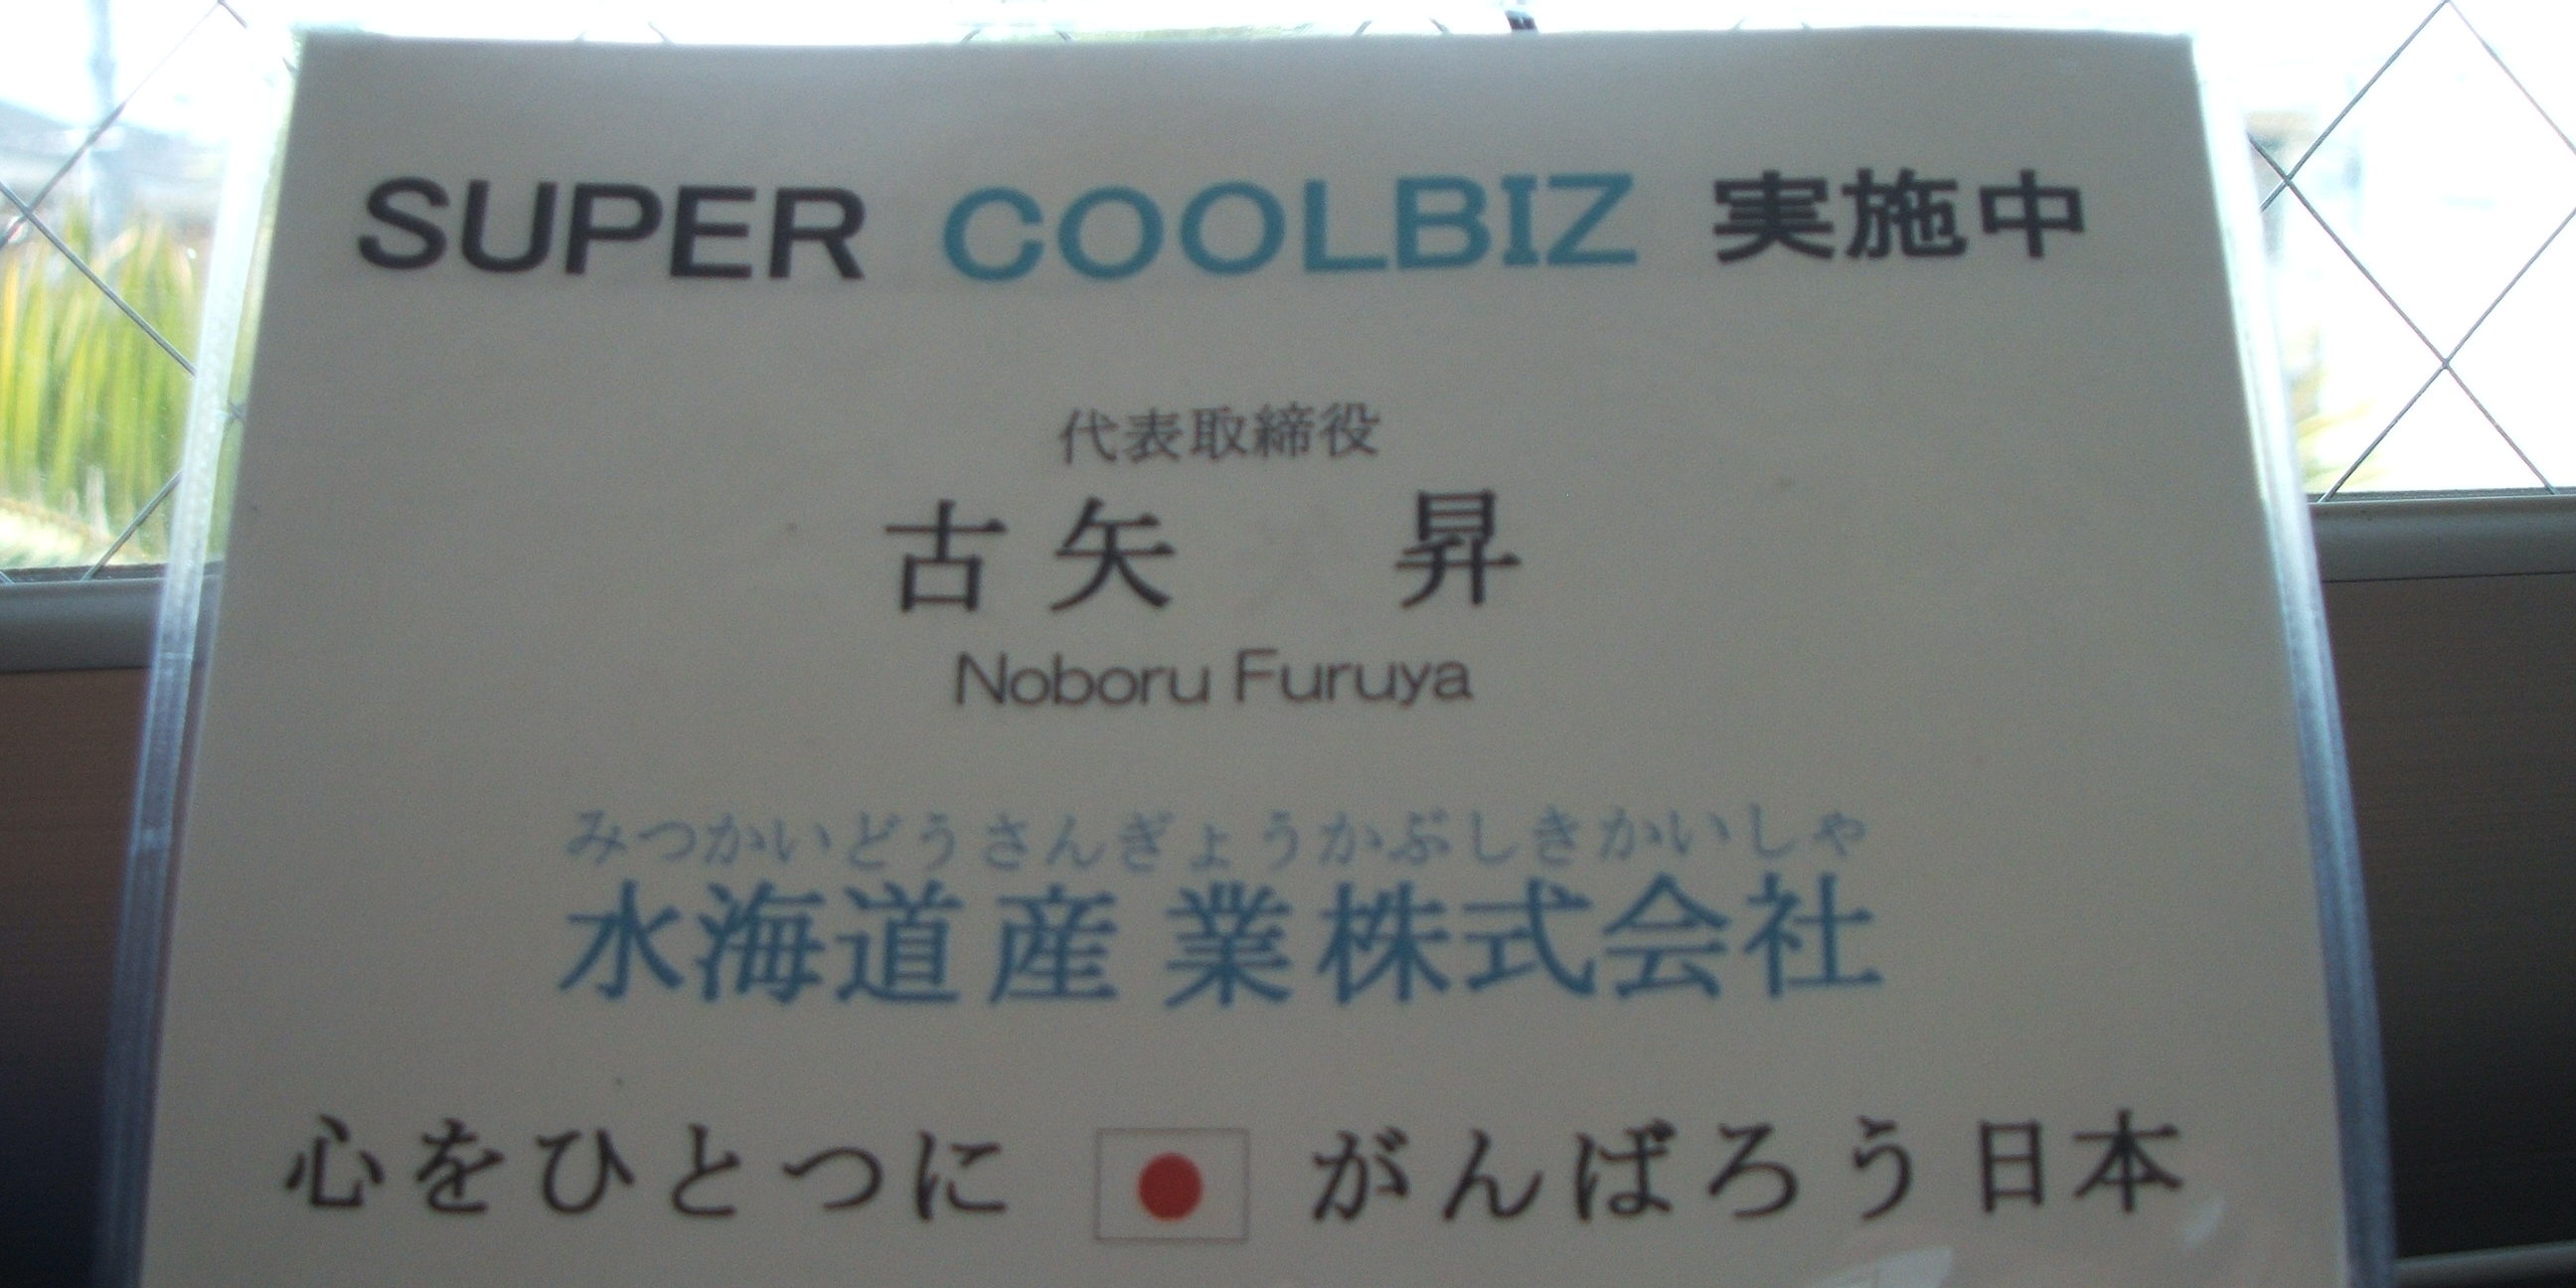 SUPER COOLBIZ 実施中
代表取締役
古矢 昇
Noboru Furuya
みつかいどうさんぎょうかぶしきかいしゃ
水海道産業株式会社
心をひとつに がんばろう日本